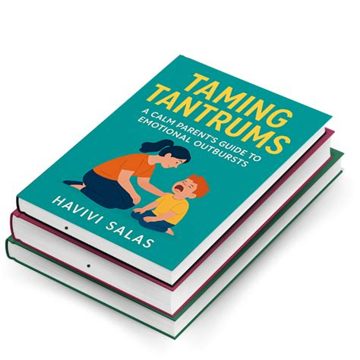 TAMING
TANTRUMS
A CALM PARENT'S GUIDE TO
EMOTIONAL OUTBURSTS
HAVIVI SALAS